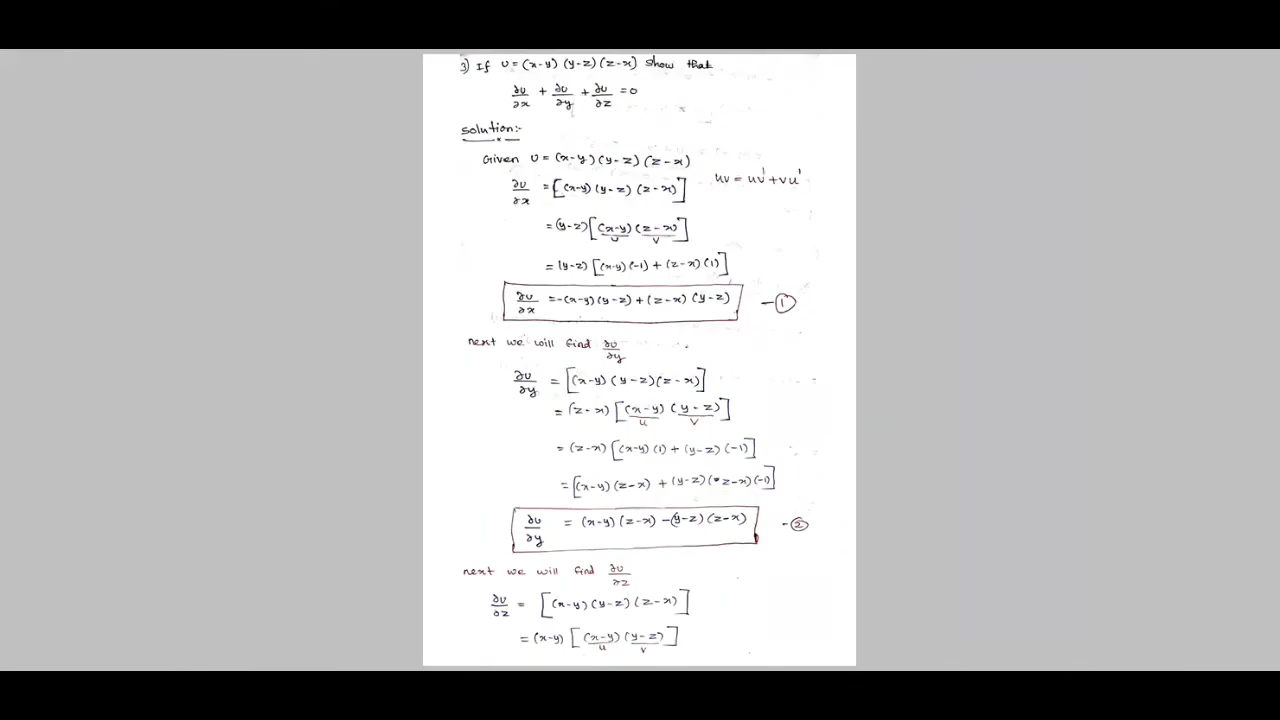 3) If U = (x-y) (y-z) (z-x) show that
∂U/∂x + ∂U/∂y + ∂U/∂z = 0
solution:-
Given U = (x-y) (y-z) (z-x)
∂U/∂x = [(x-y) (y-z) (z-x)]
uv = uv' + vu'
= (y-z) [(x-y) (z-x)]
u v
= (y-z) [(x-y) (-1) + (z-x) (1)]
∂U/∂x = -(x-y) (y-z) + (z-x) (y-z) - ①
next we will find ∂U/∂y
∂U/∂y = [(x-y) (y-z) (z-x)]
= (z-x) [(x-y) (y-z)]
u v
= (z-x) [(x-y) (1) + (y-z) (-1)]
= [(x-y) (z-x) + (y-z) (z-x) (-1)]
∂U/∂y = (x-y) (z-x) - (y-z) (z-x) - ②
next we will find ∂U/∂z
∂U/∂z = [(x-y) (y-z) (z-x)]
= (x-y) [(x-y) (y-z)]
u v